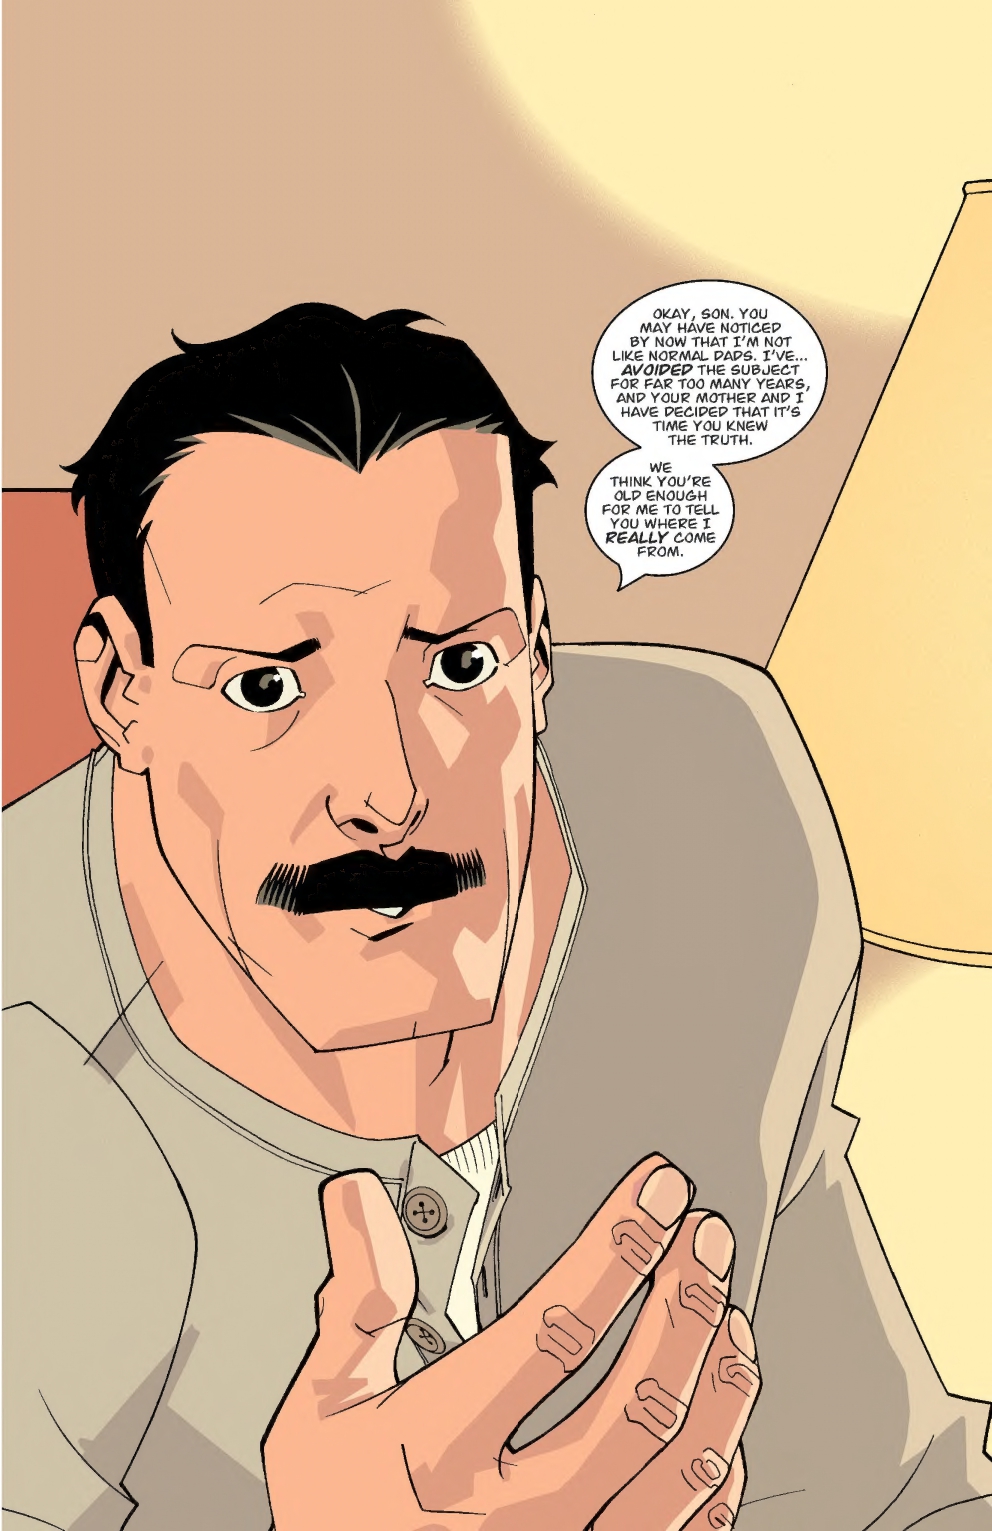 OKAY, SON. YOU
MAY HAVE NOTICED
BY NOW THAT I'M NOT
LIKE NORMAL DADS. I'VE...
AVOIDED THE SUBJECT
FOR FAR TOO MANY YEARS,
AND YOUR MOTHER AND I
HAVE DECIDED THAT IT'S
TIME YOU KNEW
THE TRUTH.
WE
THINK YOU'RE
OLD ENOUGH
FOR ME TO TELL
YOU WHERE I
REALLY COME
FROM.